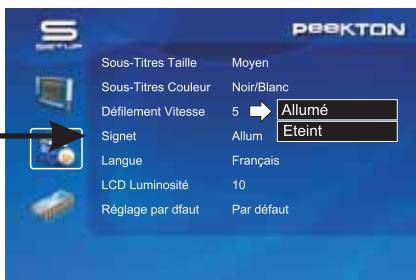 S
SETUP
PEEKTON
Sous-Titres Taille Moyen
Sous-Titres Couleur Noir/Blanc
Défilement Vitesse 5 Allumé
Signet Allum Eteint
Langue Français
LCD Luminosité 10
Réglage par dfaut Par défaut